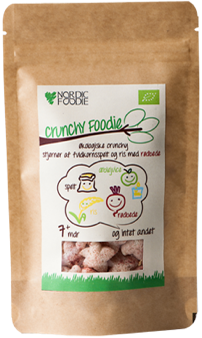 NORDIC
FOODIE
Crunchy Foodie
Økologiske crunchy
stjerner af fuldkornsspelt og ris med rødbede
økologisk
spelt
ris
rødbede
7+
mdr
og intet andet